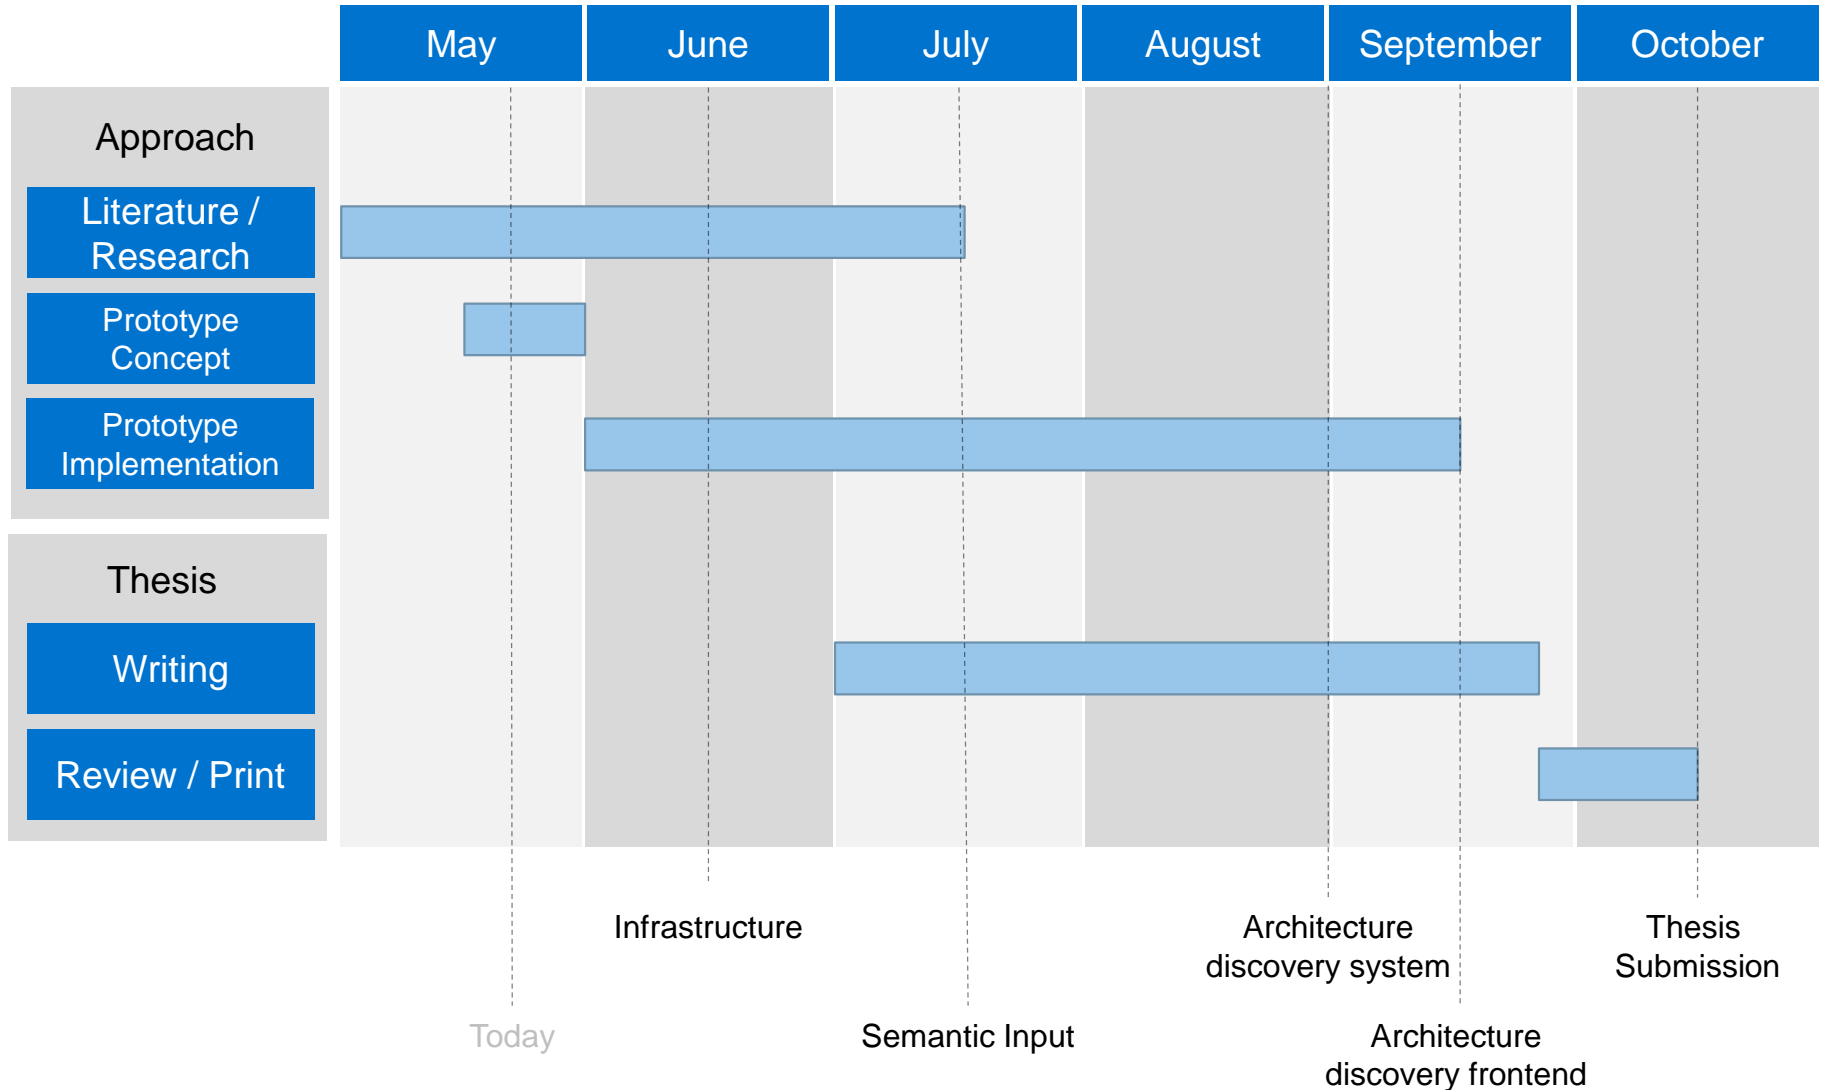 May
June
July
August
September
October
Approach
Literature /
Research
Prototype
Concept
Prototype
Implementation
Thesis
Writing
Review / Print
Infrastructure
Architecture
discovery system
Thesis
Submission
Today
Semantic Input
Architecture
discovery frontend